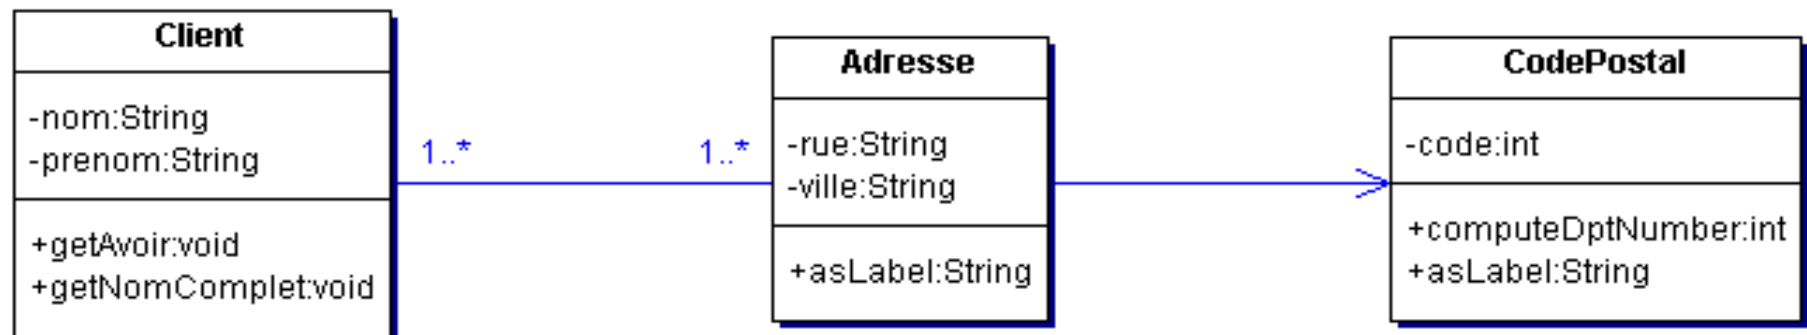 Client
-nom:String
-prenom:String
+getAvoir:void
+getNomComplet:void
1..*
1..*
Adresse
-rue:String
-ville:String
+asLabel:String
CodePostal
-code:int
+computeDptNumber:int
+asLabel:String